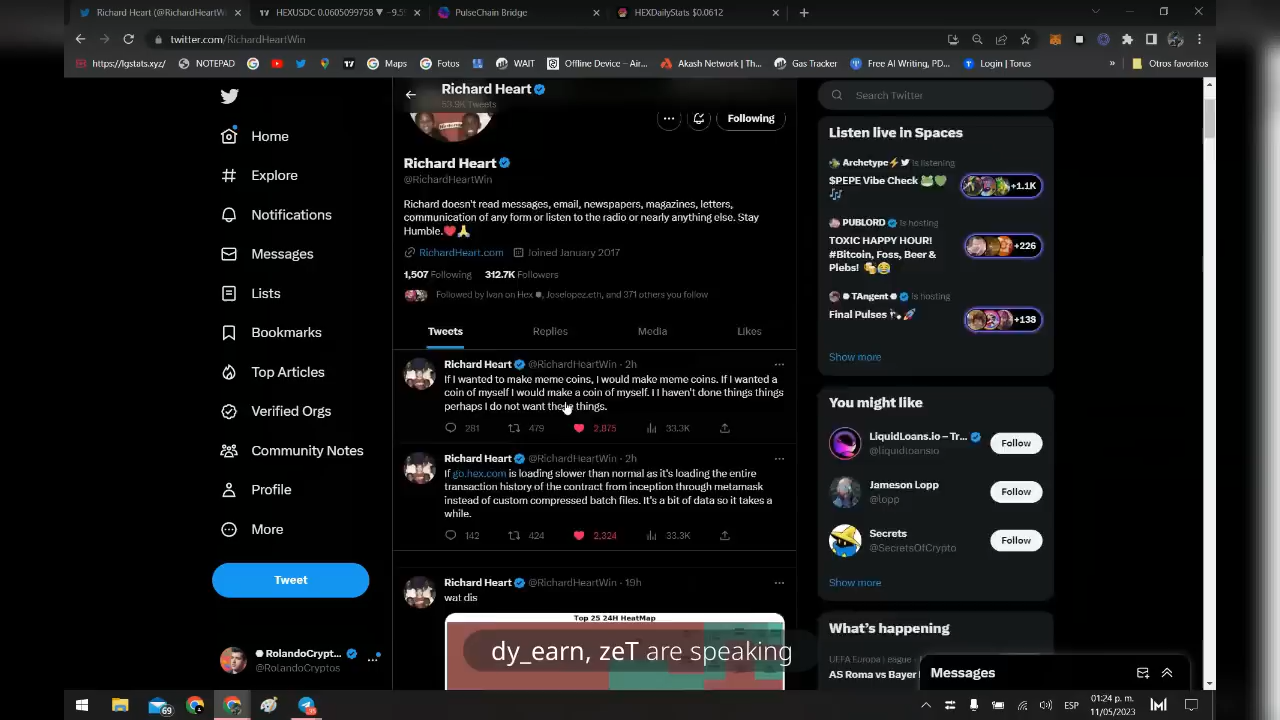 Richard Heart (@RichardHeartW
HEXUSDC 0.0605099758 ▼ −9.5
PulseChain Bridge
HEXDailyStats $0.0612
twitter.com/RichardHeartWin
https://lgstats.xyz/
NOTEPAD
Maps
Fotos
WAIT
Offline Device – Air...
Akash Network | Th...
Gas Tracker
Free AI Writing, PD...
Login | Torus
»
Otros favoritos
Home
Explore
Notifications
Messages
Lists
Bookmarks
Top Articles
Verified Orgs
Community Notes
Profile
More
Tweet
RolandoCrypt...
@RolandoCryptos
Richard Heart
53.9K Tweets
Following
Richard Heart
@RichardHeartWin
Richard doesn't read messages, email, newspapers, magazines, letters,
communication of any form or listen to the radio or nearly anything else. Stay
Humble.❤️🙏
RichardHeart.com Joined January 2017
1,507 Following 312.7K Followers
Followed by Ivan on Hex, Joselopez.eth, and 371 others you follow
Tweets Replies Media Likes
Richard Heart @RichardHeartWin · 2h
If I wanted to make meme coins, I would make meme coins. If I wanted a
coin of myself I would make a coin of myself. I I haven't done things things
perhaps I do not want these things.
281 479 2,875 33.3K
Richard Heart @RichardHeartWin · 2h
If go.hex.com is loading slower than normal as it's loading the entire
transaction history of the contract from inception through metamask
instead of custom compressed batch files. It's a bit of data so it takes a
while.
142 424 2,324 33.3K
Richard Heart @RichardHeartWin · 19h
wat dis
Top 25 24H HeatMap
dy_earn, zeT are speaking
Search Twitter
Listen live in Spaces
Archetype⚡ is listening
$PEPE Vibe Check 🐸💚
🎶
+1.1K
PUBLORD is hosting
TOXIC HAPPY HOUR!
#Bitcoin, Foss, Beer &
Plebs! 🍻😂
+226
TAngent is hosting
Final Pulses
+138
Show more
You might like
LiquidLoans.io – Tr...
@liquidloansio
Follow
Jameson Lopp
@lopp
Follow
Secrets
@SecretsOfCrypto
Follow
Show more
What's happening
AS Roma vs Bayer
Messages
69
ESP
01:24 p. m.
11/05/2023